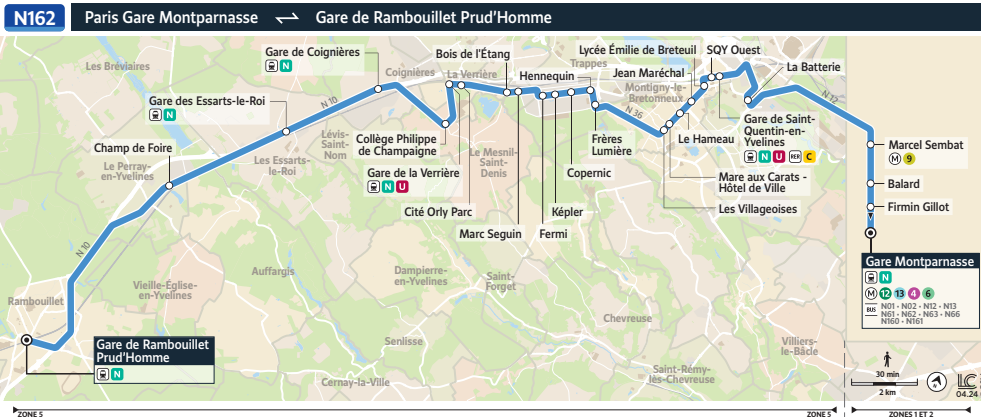 N162 Paris Gare Montparnasse Gare de Rambouillet Prud'Homme
Les Bréviaires
Gare de Coignières
N
Coignières
Bois de l'Étang
La Verrière
Hennequin
Trappes
Lycée Émilie de Breteuil
SQY Ouest
Jean Maréchal
Montigny-le-
Bretonneux
La Batterie
N 12
Gare des Essarts-le-Roi
N
N 10
N 36
Champ de Foire
Le Perray-
en-Yvelines
Les Essarts-
le-Roi
Lévis-
Saint-
Nom
Collège Philippe
de Champaigne
Gare de la Verrière
N U
Le Mesnil-
Saint-
Denis
Cité Orly Parc
Marc Seguin
Fermi
Képler
Copernic
Frères
Lumière
Le Hameau
Gare de Saint-
Quentin-en-
Yvelines
N U RER C
Mare aux Carats -
Hôtel de Ville
Les Villageoises
Marcel Sembat
M 9
Balard
Firmin Gillot
Gare Montparnasse
N
M 12 13 4 6
BUS
N01 • N02 • N12 • N13
N61 • N62 • N63 • N66
N160 • N161
N 10
Rambouillet
Vieille-Église-
en-Yvelines
Auffargis
Dampierre-
en-Yvelines
Saint-
Forget
Senlisse
Chevreuse
Cernay-la-Ville
Saint-Rémy-
lès-Chevreuse
Villiers-
le-Bâcle
Gare de Rambouillet
Prud'Homme
N
30 min
2 km
N
LC
04.24
ZONE 5
ZONE 5
ZONES 1 ET 2